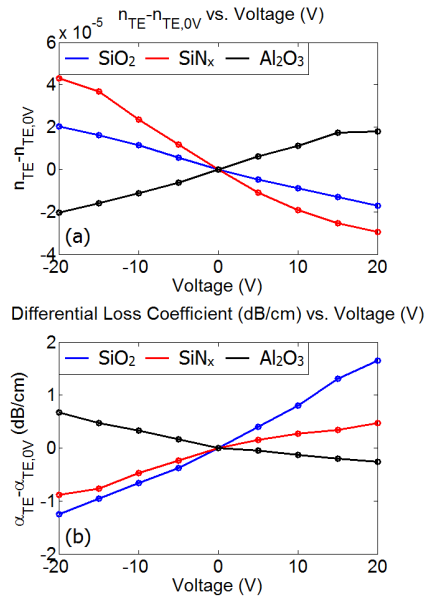 n_TE-n_TE,0V vs. Voltage (V)
x 10^-5
SiO₂ SiNₓ Al₂O₃
6
4
2
0
-2
-4
n_TE-n_TE,0V
(a)
-20 -10 0 10 20
Voltage (V)
Differential Loss Coefficient (dB/cm) vs. Voltage (V)
SiO₂ SiNₓ Al₂O₃
2
1
0
-1
-2
α_TE-α_TE,0V (dB/cm)
(b)
-20 -10 0 10 20
Voltage (V)